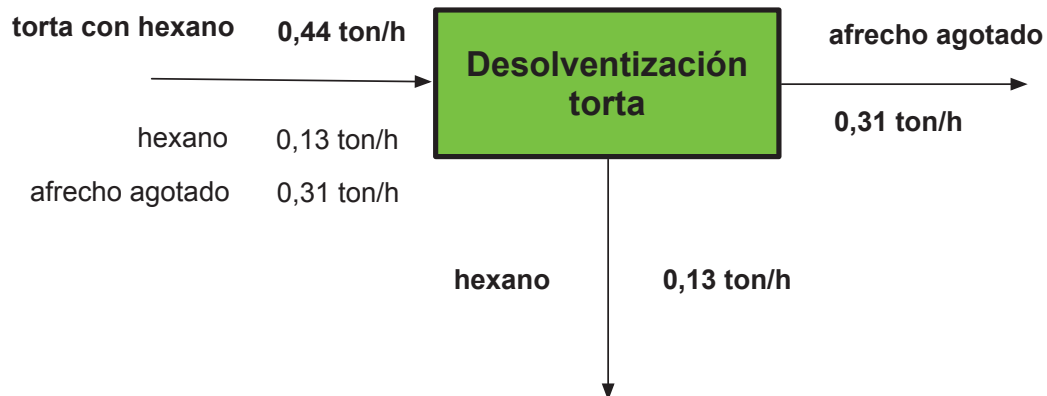 torta con hexano 0,44 ton/h
hexano 0,13 ton/h
afrecho agotado 0,31 ton/h
Desolventización
torta
afrecho agotado
0,31 ton/h
hexano 0,13 ton/h